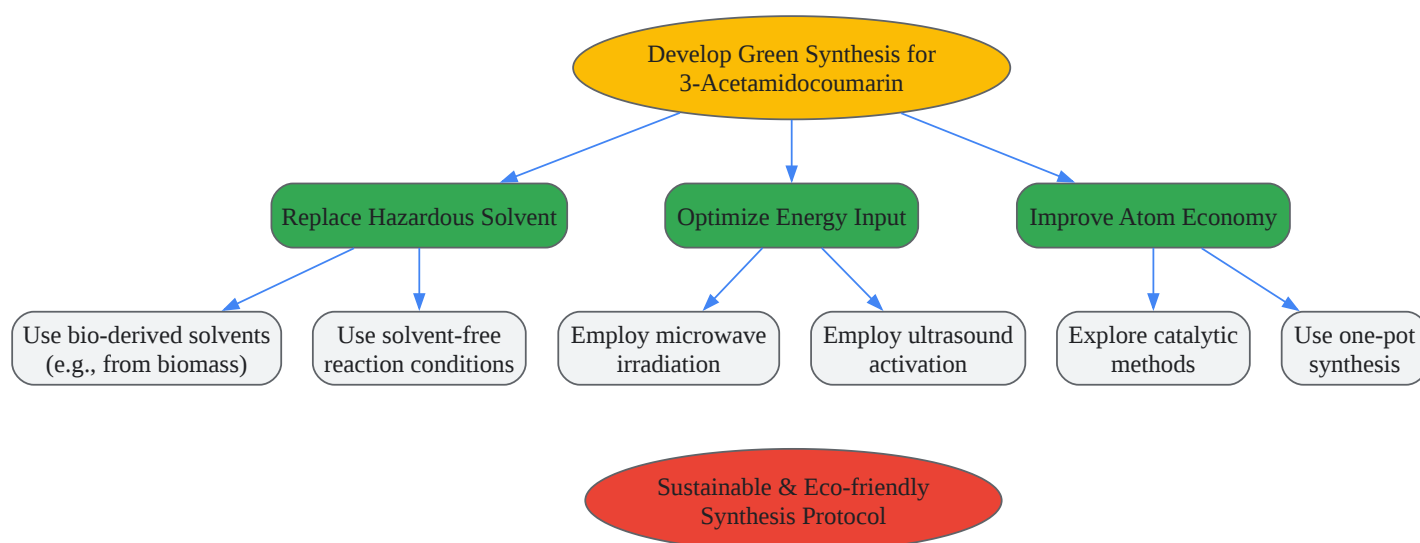 Develop Green Synthesis for
3-Acetamidocoumarin
Replace Hazardous Solvent
Optimize Energy Input
Improve Atom Economy
Use bio-derived solvents
(e.g., from biomass)
Use solvent-free
reaction conditions
Employ microwave
irradiation
Employ ultrasound
activation
Explore catalytic
methods
Use one-pot
synthesis
Sustainable & Eco-friendly
Synthesis Protocol